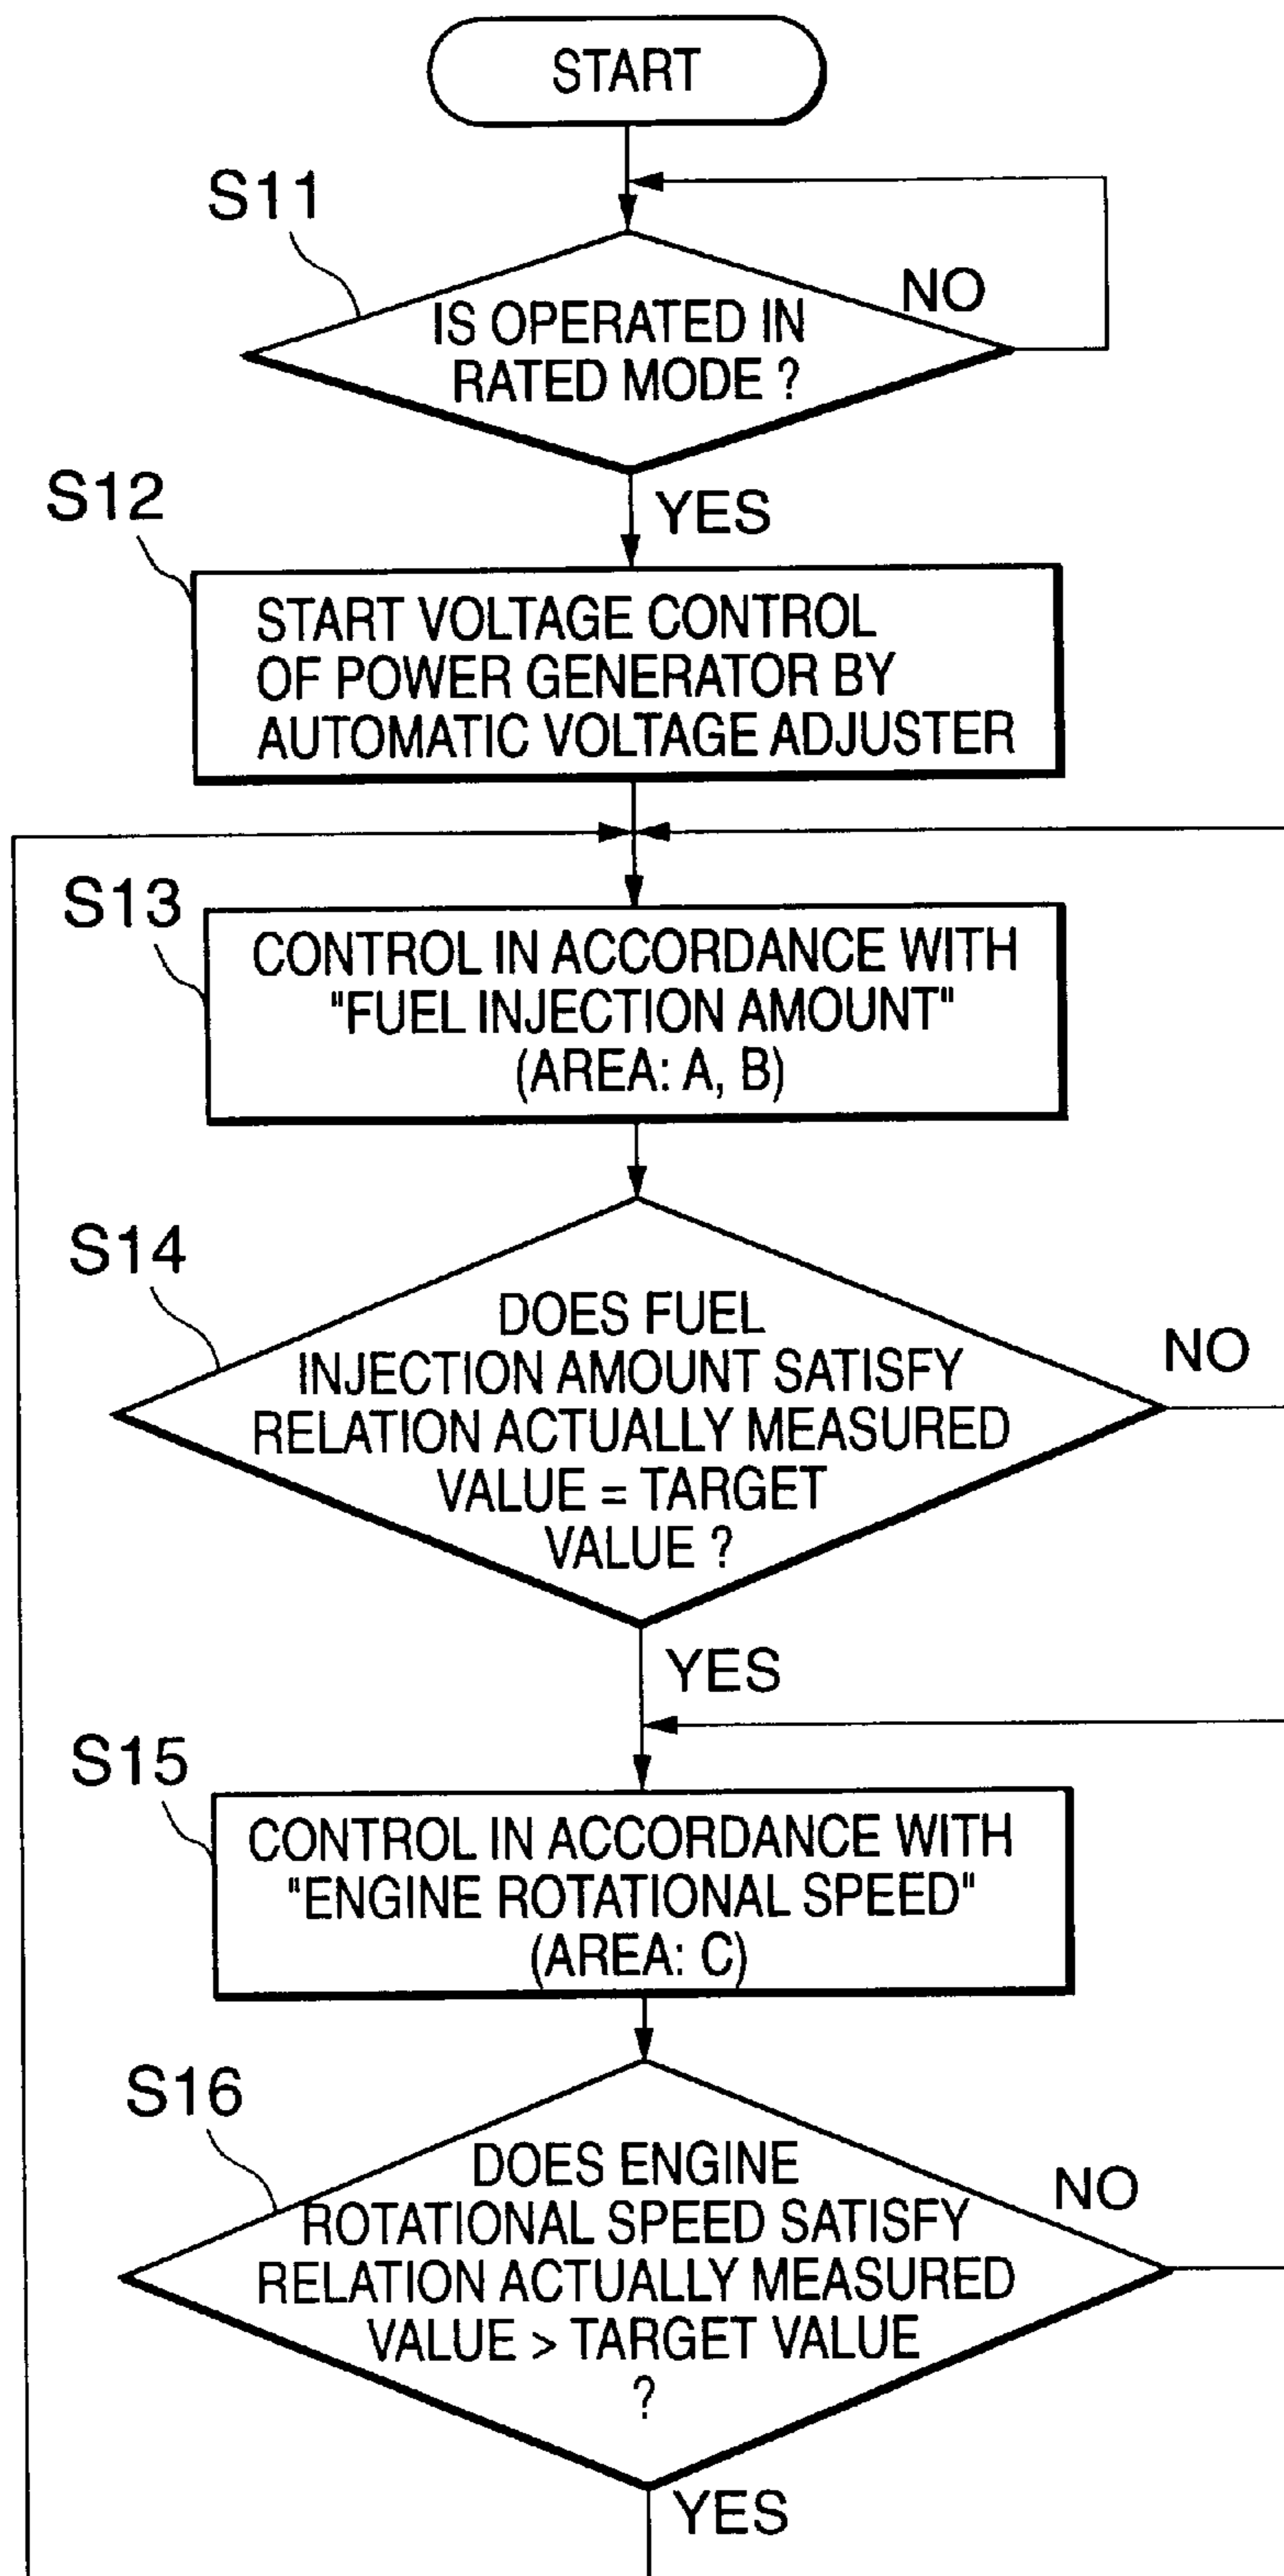 START
S11
IS OPERATED IN
RATED MODE ?
NO
YES
S12
START VOLTAGE CONTROL
OF POWER GENERATOR BY
AUTOMATIC VOLTAGE ADJUSTER
S13
CONTROL IN ACCORDANCE WITH
"FUEL INJECTION AMOUNT"
(AREA: A, B)
S14
DOES FUEL
INJECTION AMOUNT SATISFY
RELATION ACTUALLY MEASURED
VALUE = TARGET
VALUE ?
NO
YES
S15
CONTROL IN ACCORDANCE WITH
"ENGINE ROTATIONAL SPEED"
(AREA: C)
S16
DOES ENGINE
ROTATIONAL SPEED SATISFY
RELATION ACTUALLY MEASURED
VALUE > TARGET VALUE
?
NO
YES